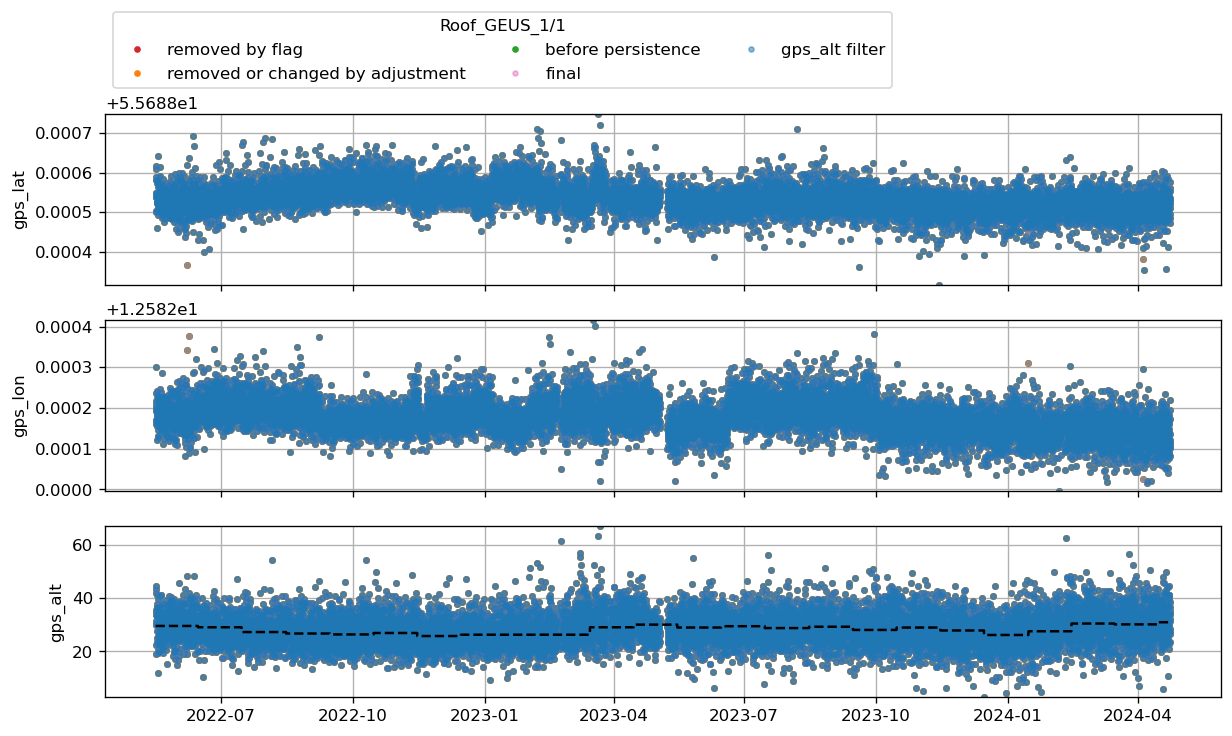 Roof_GEUS_1/1
removed by flag
before persistence
gps_alt filter
removed or changed by adjustment
final
+5.5688e1
0.0007
0.0006
0.0005
0.0004
gps_lat
+1.2582e1
0.0004
0.0003
0.0002
0.0001
0.0000
gps_lon
60
40
20
gps_alt
2022-07
2022-10
2023-01
2023-04
2023-07
2023-10
2024-01
2024-04